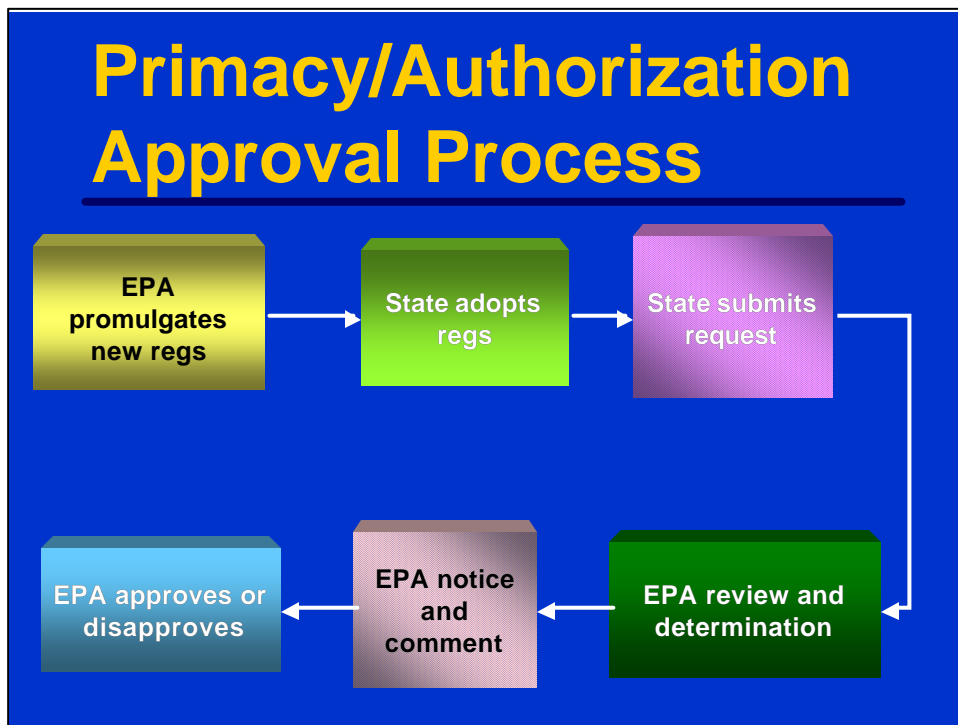 Primacy/Authorization
Approval Process
EPA
promulgates
new regs
State adopts
regs
State submits
request
EPA review and
determination
EPA notice
and
comment
EPA approves or
disapproves